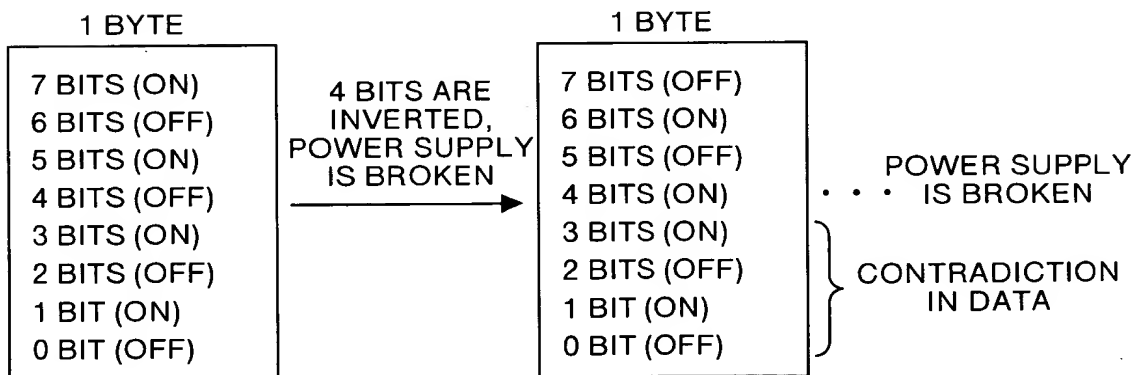 1 BYTE
7 BITS (ON)
6 BITS (OFF)
5 BITS (ON)
4 BITS (OFF)
3 BITS (ON)
2 BITS (OFF)
1 BIT (ON)
0 BIT (OFF)
4 BITS ARE
INVERTED,
POWER SUPPLY
IS BROKEN
1 BYTE
7 BITS (OFF)
6 BITS (ON)
5 BITS (OFF)
4 BITS (ON)
3 BITS (ON)
2 BITS (OFF)
1 BIT (ON)
0 BIT (OFF)
· · · POWER SUPPLY
IS BROKEN
CONTRADICTION
IN DATA